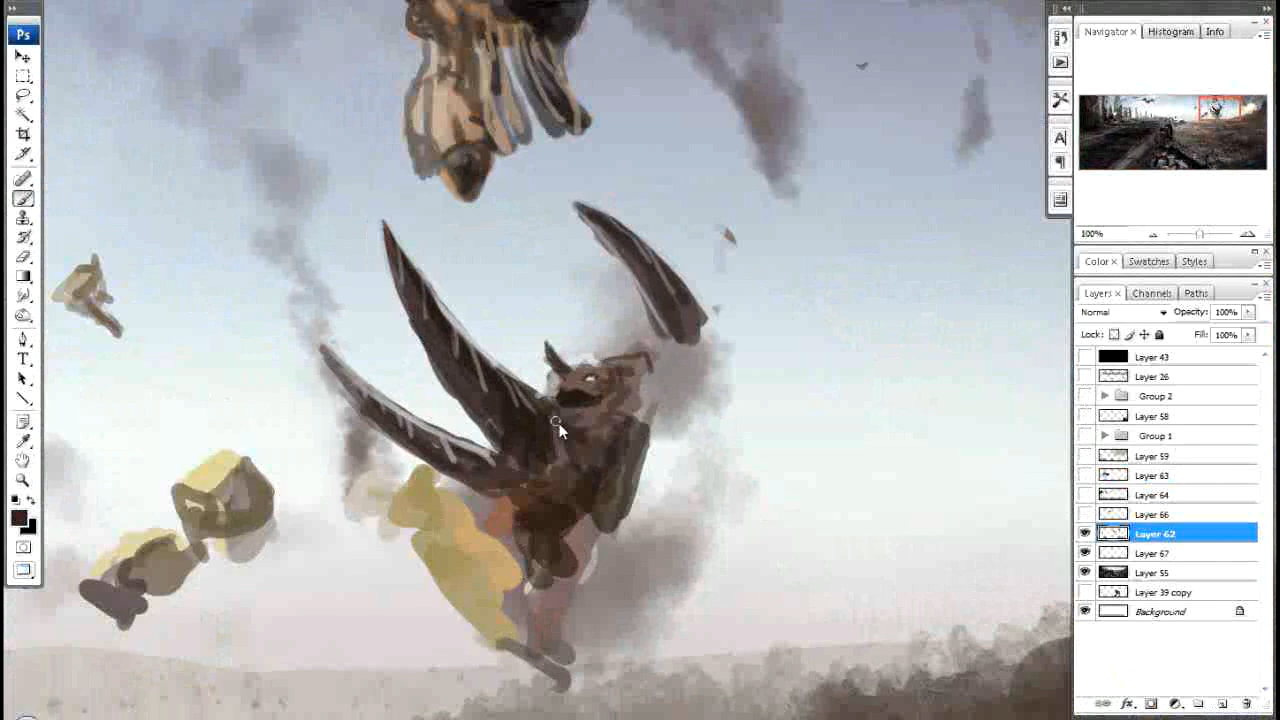 Ps
Navigator × Histogram Info
A
T
100%
Color × Swatches Styles
Layers × Channels Paths
Normal Opacity: 100%
Lock: Fill: 100%
Layer 43
Layer 26
Group 2
Layer 58
Group 1
Layer 59
Layer 63
Layer 64
Layer 66
Layer 62
Layer 67
Layer 55
Layer 39 copy
Background
fx